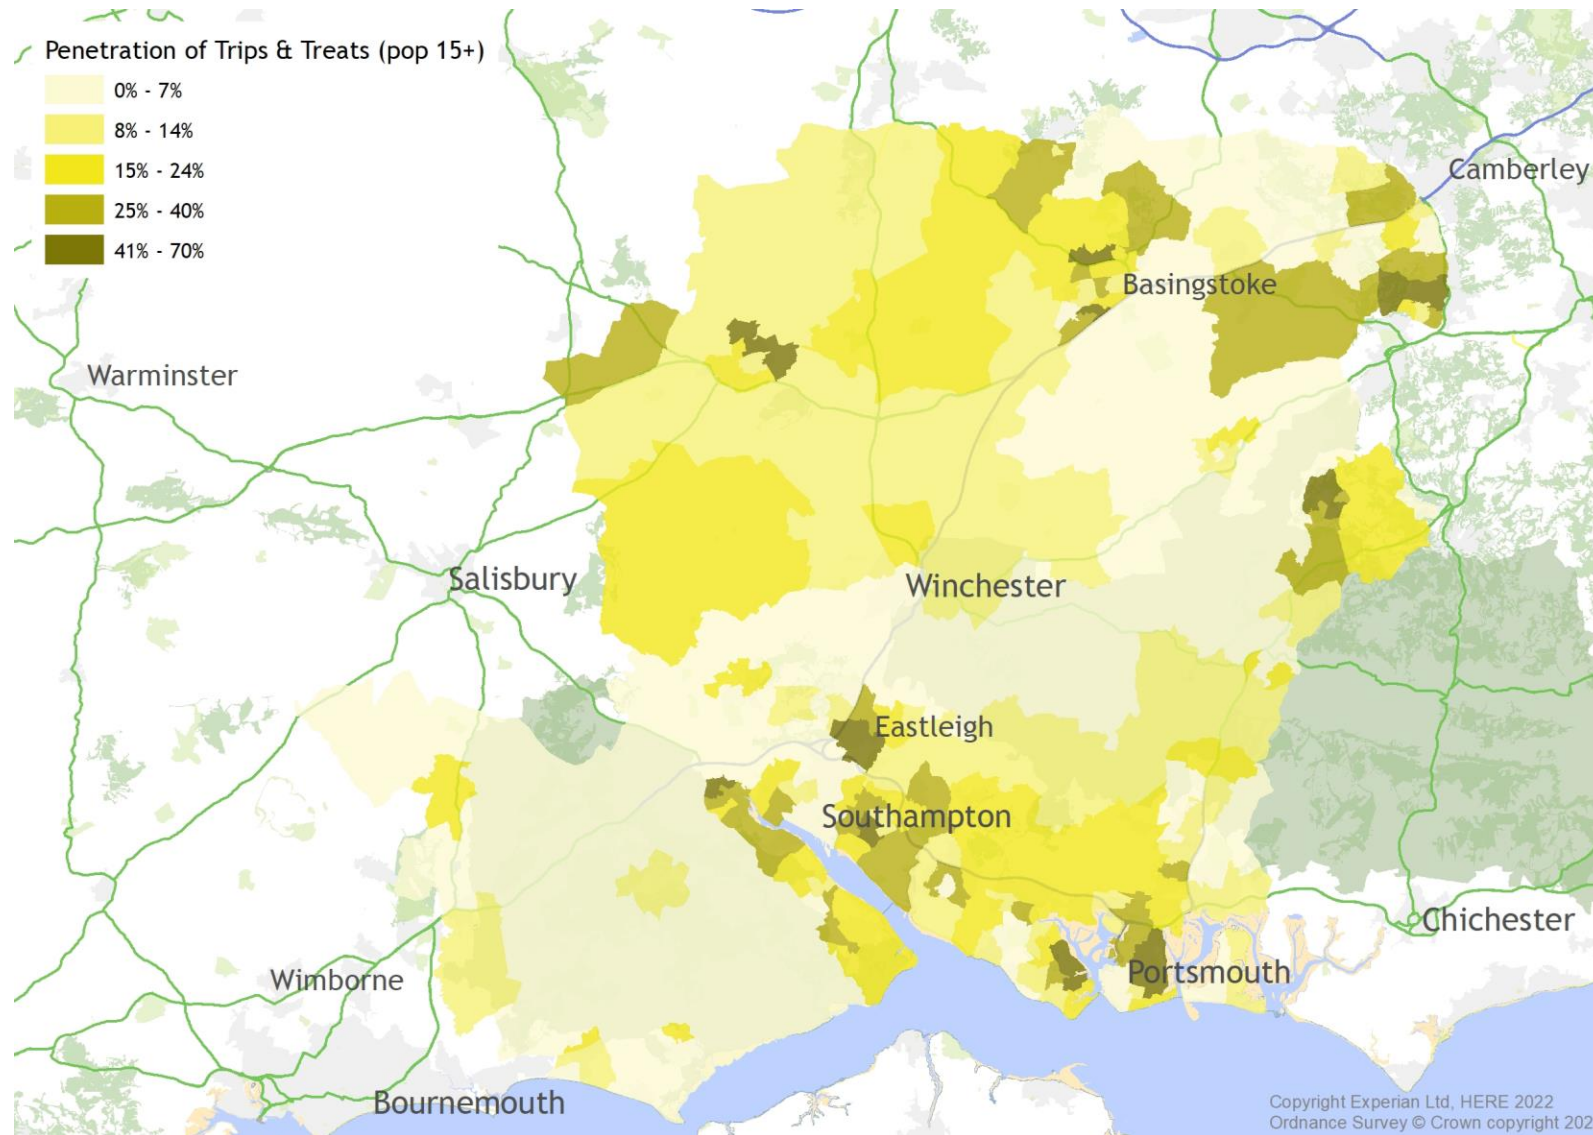 Penetration of Trips & Treats (pop 15+)
0% - 7%
8% - 14%
15% - 24%
25% - 40%
41% - 70%
Camberley
Basingstoke
Warminster
Salisbury
Winchester
Eastleigh
Southampton
Chichester
Wimborne
Portsmouth
Bournemouth
Copyright Experian Ltd, HERE 2022
Ordnance Survey © Crown copyright 202